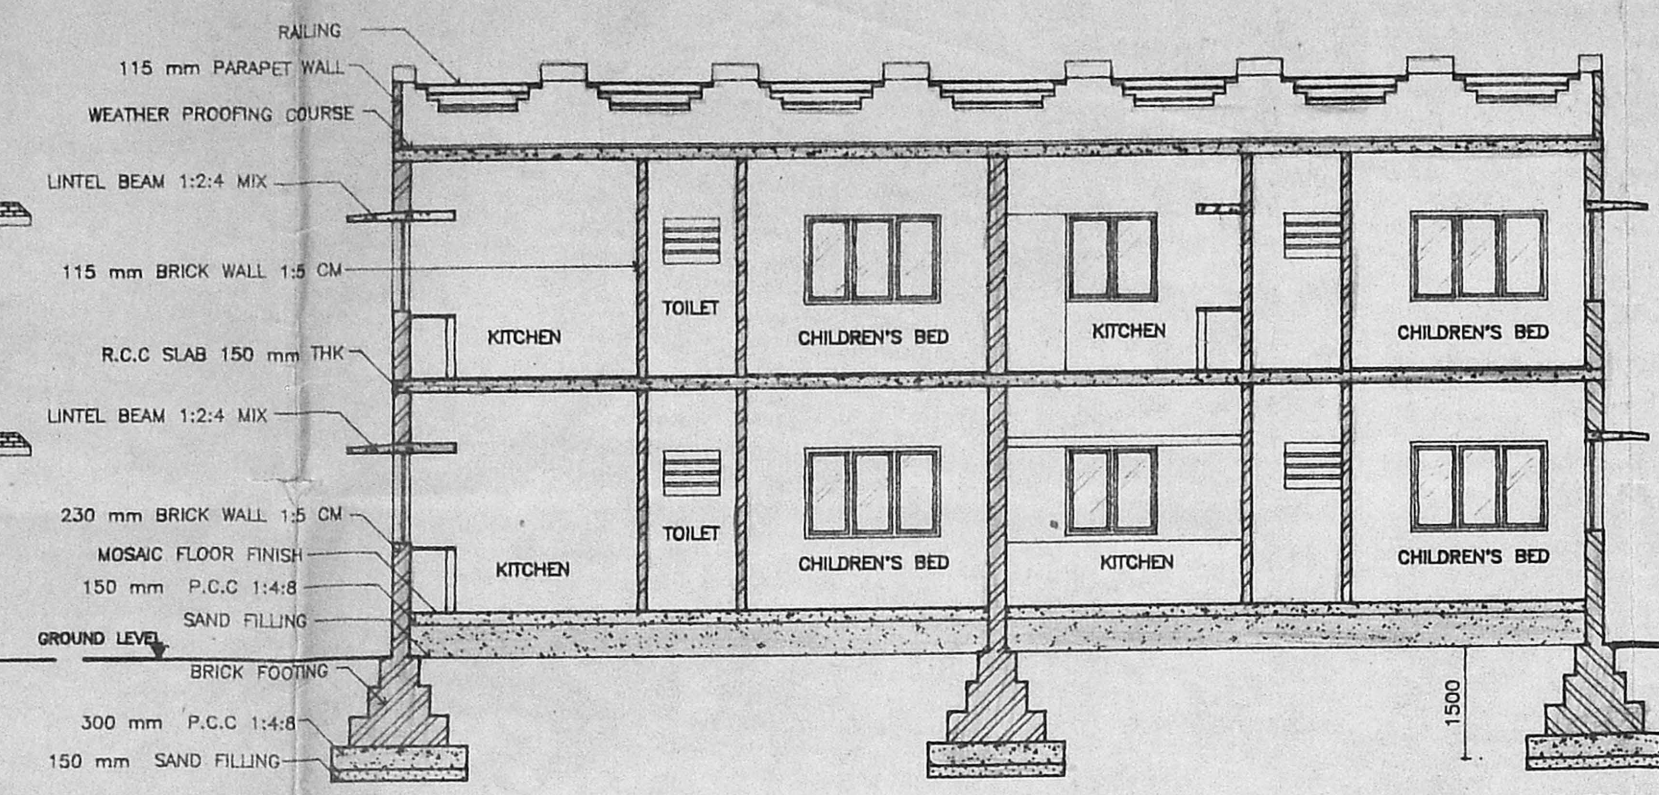 RAILING
115 mm PARAPET WALL
WEATHER PROOFING COURSE
LINTEL BEAM 1:2:4 MIX
115 mm BRICK WALL 1:5 CM
TOILET
KITCHEN
CHILDREN'S BED
KITCHEN
CHILDREN'S BED
R.C.C SLAB 150 mm THK
LINTEL BEAM 1:2:4 MIX
230 mm BRICK WALL 1:5 CM
TOILET
MOSAIC FLOOR FINISH
KITCHEN
CHILDREN'S BED
KITCHEN
CHILDREN'S BED
150 mm P.C.C 1:4:8
SAND FILLING
GROUND LEVEL
BRICK FOOTING
1500
300 mm P.C.C 1:4:8
150 mm SAND FILLING